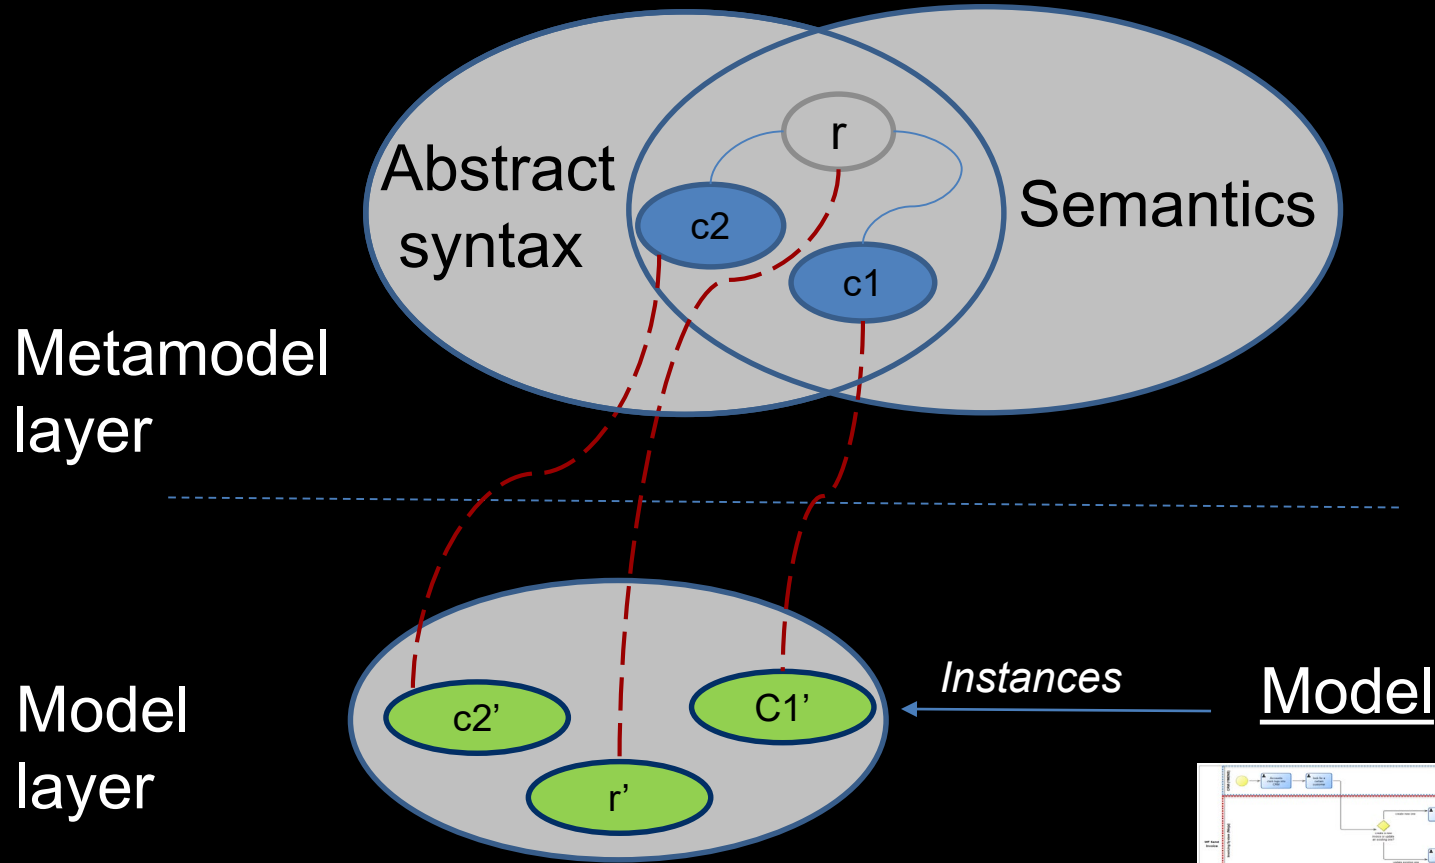 r
Abstract
syntax
Semantics
c2
c1
Metamodel
layer
Instances
Model
c2’
C1’
Model
layer
r’